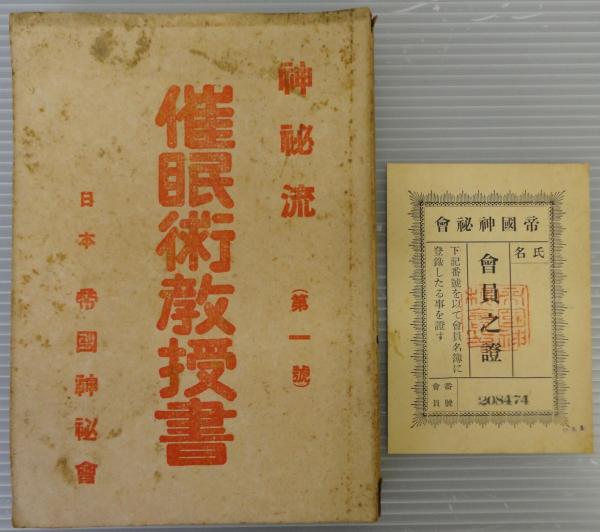 神祕流
(第一號)
催眠術教授書
日本 帝國神祕會
帝國神祕會
氏名
會員之證
下記番號を以て會員名簿に
登錄したる事を證す
會員
番號
208474